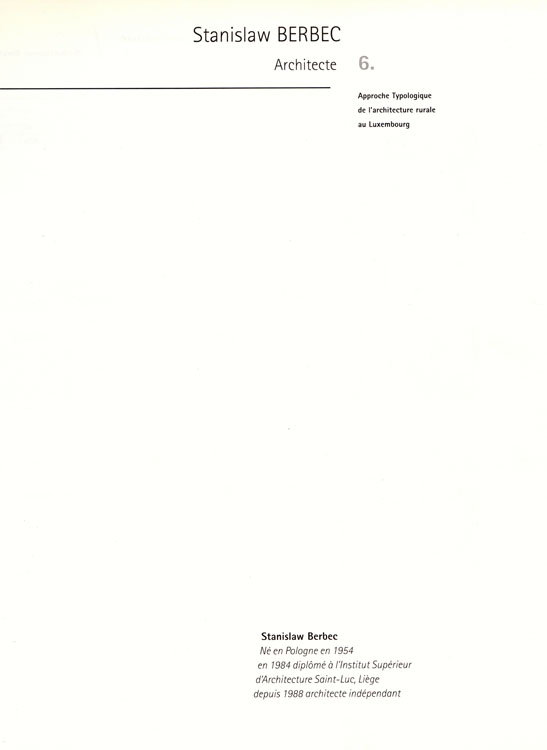 Stanislaw BERBEC
Architecte 6.
Approche Typologique
de l'architecture rurale
au Luxembourg
Stanislaw Berbec
Né en Pologne en 1954
en 1984 diplômé à l'Institut Supérieur
d'Architecture Saint-Luc, Liège
depuis 1988 architecte indépendant